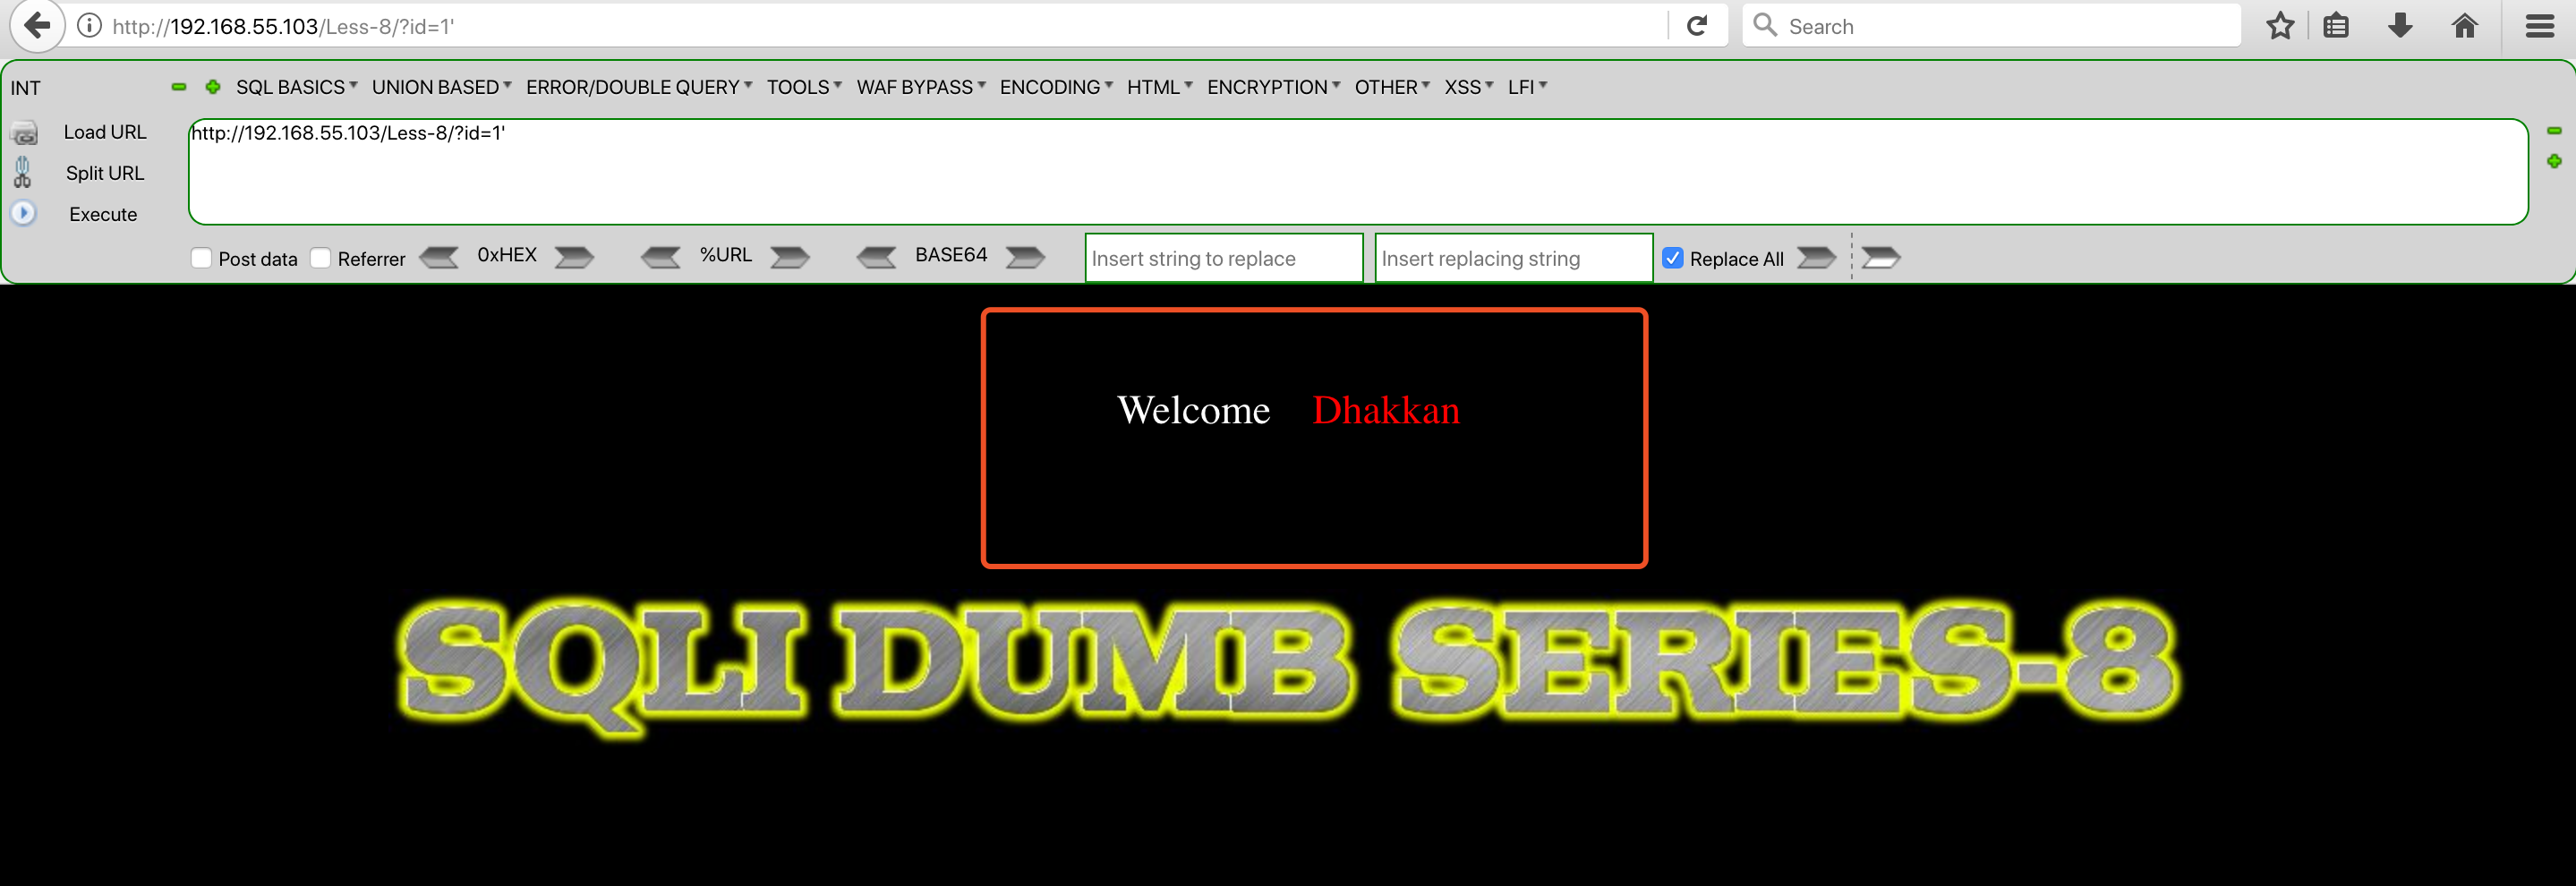 http://192.168.55.103/Less-8/?id=1' Search
INT SQL BASICS UNION BASED ERROR/DOUBLE QUERY TOOLS WAF BYPASS ENCODING HTML ENCRYPTION OTHER XSS LFI
Load URL http://192.168.55.103/Less-8/?id=1'
Split URL
Execute
Post data Referrer 0xHEX %URL BASE64 Insert string to replace Insert replacing string Replace All
Welcome Dhakkan
SQLI DUMB SERIES-8